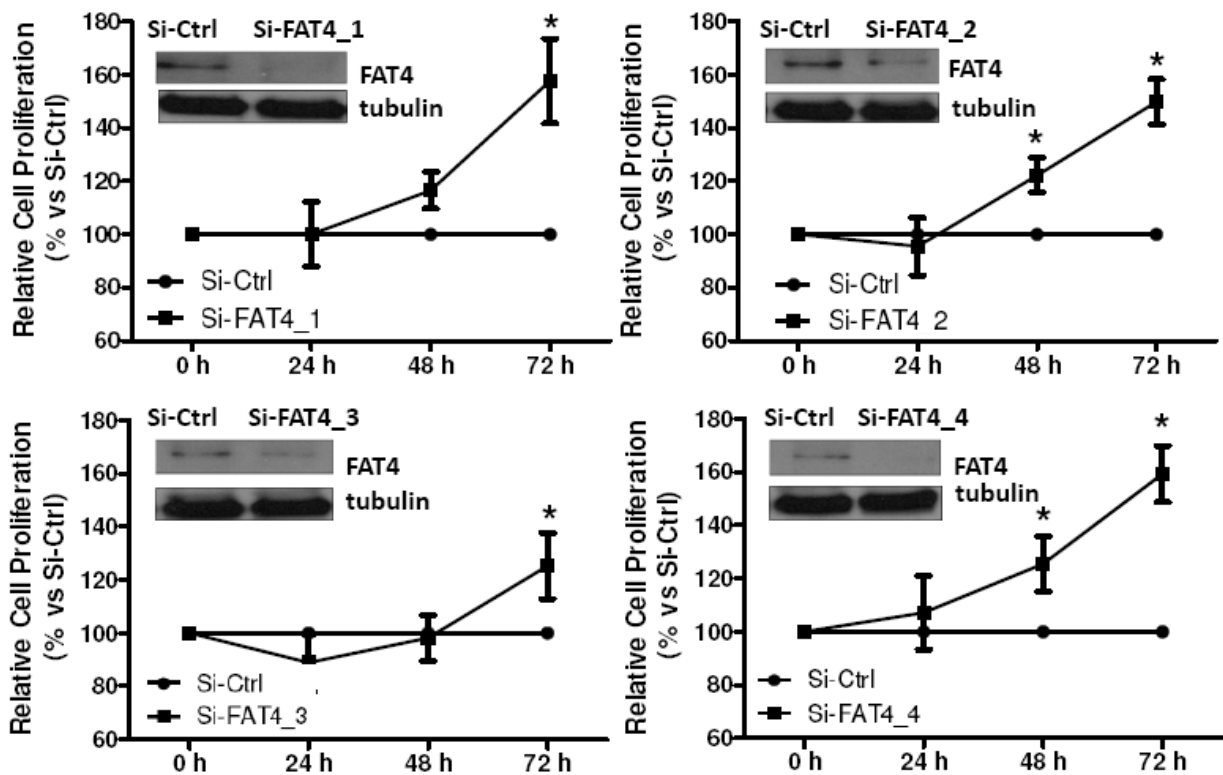 Si-Ctrl Si-FAT4_1
FAT4
tubulin
*
Relative Cell Proliferation
(% vs Si-Ctrl)
180
160
140
120
100
80
60
Si-Ctrl
Si-FAT4_1
0 h 24 h 48 h 72 h
Si-Ctrl Si-FAT4_2
FAT4
tubulin
*
*
Relative Cell Proliferation
(% vs Si-Ctrl)
180
160
140
120
100
80
60
Si-Ctrl
Si-FAT4 2
0 h 24 h 48 h 72 h
Si-Ctrl Si-FAT4_3
FAT4
tubulin
*
Relative Cell Proliferation
(% vs Si-Ctrl)
180
160
140
120
100
80
60
Si-Ctrl
Si-FAT4_3
0 h 24 h 48 h 72 h
Si-Ctrl Si-FAT4_4
FAT4
tubulin
*
*
Relative Cell Proliferation
(% vs Si-Ctrl)
180
160
140
120
100
80
60
Si-Ctrl
Si-FAT4_4
0 h 24 h 48 h 72 h